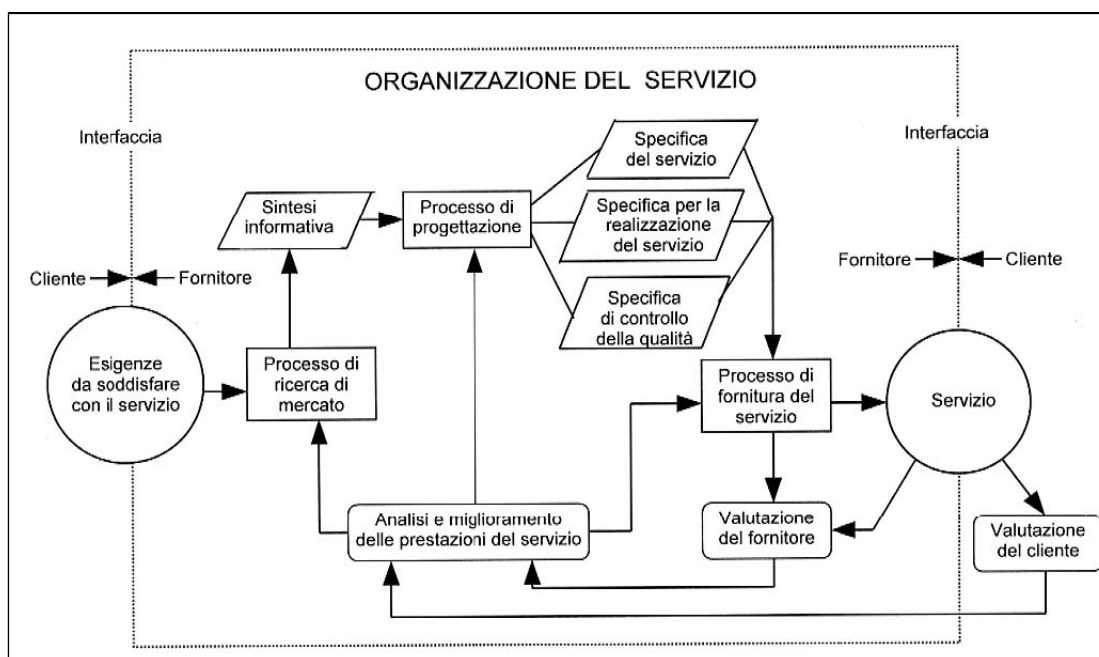 ORGANIZZAZIONE DEL SERVIZIO
Interfaccia
Interfaccia
Specifica
del servizio
Sintesi
informativa
Processo di
progettazione
Specifica per la
realizzazione
del servizio
Cliente
Fornitore
Fornitore
Cliente
Specifica
di controllo
della qualità
Esigenze
da soddisfare
con il servizio
Processo di
ricerca di
mercato
Processo di
fornitura del
servizio
Servizio
Analisi e miglioramento
delle prestazioni del servizio
Valutazione
del fornitore
Valutazione
del cliente